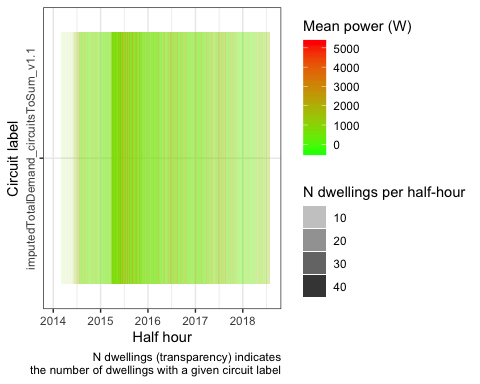 Circuit label
imputedTotalDemand_circuitsToSum_v1.1
2014 2015 2016 2017 2018
Half hour
N dwellings (transparency) indicates
the number of dwellings with a given circuit label
Mean power (W)
5000
4000
3000
2000
1000
0
N dwellings per half-hour
10
20
30
40